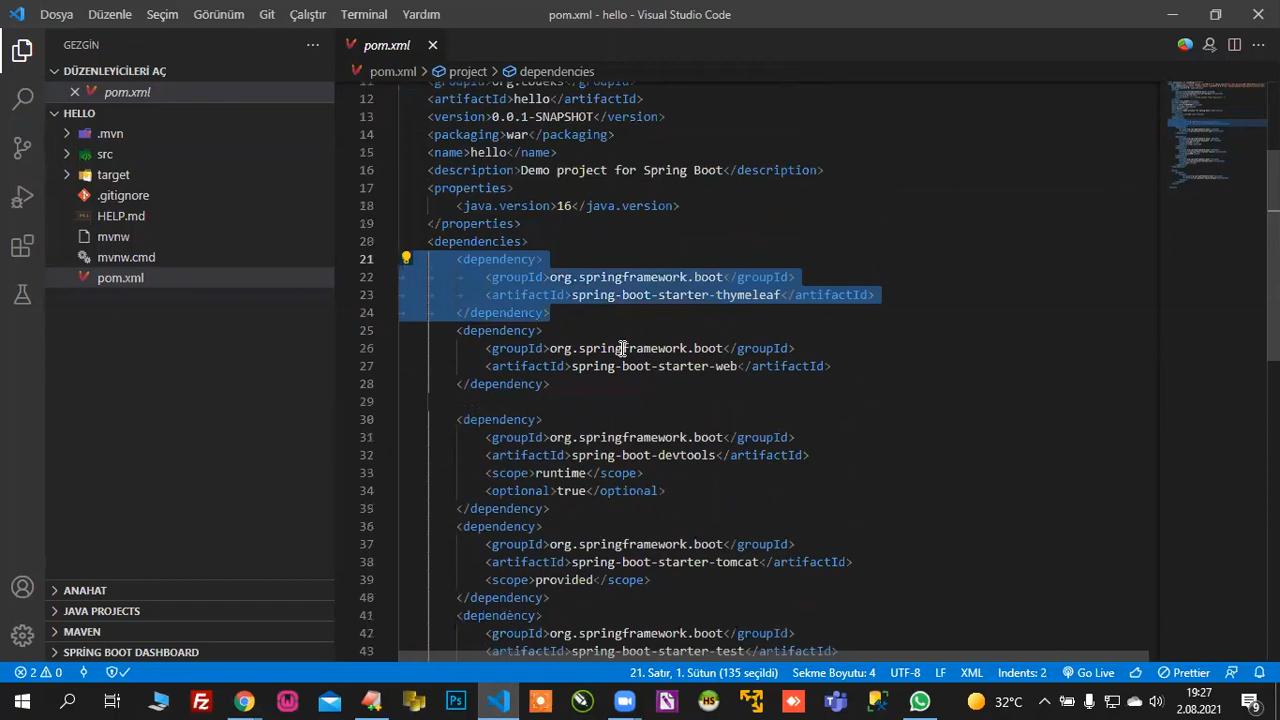 Dosya Düzenle Seçim Görünüm Git Çalıştır Terminal Yardım pom.xml - hello - Visual Studio Code
GEZGİN
pom.xml
DÜZENLEYİCİLERİ AÇ
pom.xml
pom.xml project dependencies
HELLO
.mvn
src
target
.gitignore
HELP.md
mvnw
mvnw.cmd
pom.xml
ANAHAT
JAVA PROJECTS
MAVEN
SPRİNG BOOT DASHBOARD
11 <groupId>org.codeks</groupId>
12 <artifactId>hello</artifactId>
13 <version>0.0.1-SNAPSHOT</version>
14 <packaging>war</packaging>
15 <name>hello</name>
16 <description>Demo project for Spring Boot</description>
17 <properties>
18 <java.version>16</java.version>
19 </properties>
20 <dependencies>
21 <dependency>
22 <groupId>org.springframework.boot</groupId>
23 <artifactId>spring-boot-starter-thymeleaf</artifactId>
24 </dependency>
25 <dependency>
26 <groupId>org.springframework.boot</groupId>
27 <artifactId>spring-boot-starter-web</artifactId>
28 </dependency>
29
30 <dependency>
31 <groupId>org.springframework.boot</groupId>
32 <artifactId>spring-boot-devtools</artifactId>
33 <scope>runtime</scope>
34 <optional>true</optional>
35 </dependency>
36 <dependency>
37 <groupId>org.springframework.boot</groupId>
38 <artifactId>spring-boot-starter-tomcat</artifactId>
39 <scope>provided</scope>
40 </dependency>
41 <dependency>
42 <groupId>org.springframework.boot</groupId>
43 <artifactId>spring-boot-starter-test</artifactId>
2 0 21. Satır, 1. Sütun (135 seçildi) Sekme Boyutu: 4 UTF-8 LF XML Indents: 2 Go Live Prettier
32°C
19:27
2.08.2021
9